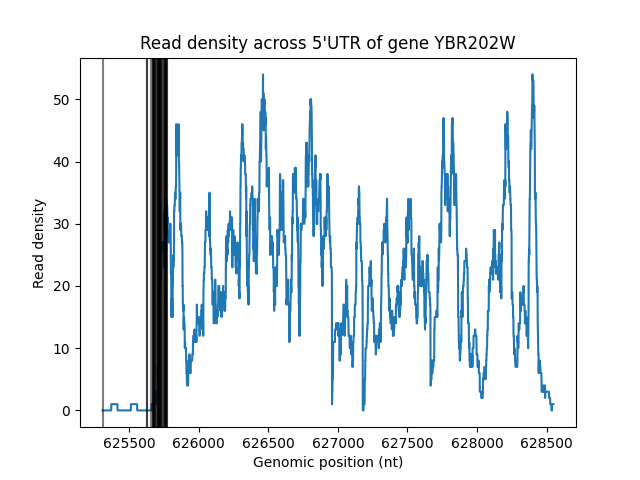 Read density across 5'UTR of gene YBR202W
50
40
30
20
10
0
Read density
625500 626000 626500 627000 627500 628000 628500
Genomic position (nt)